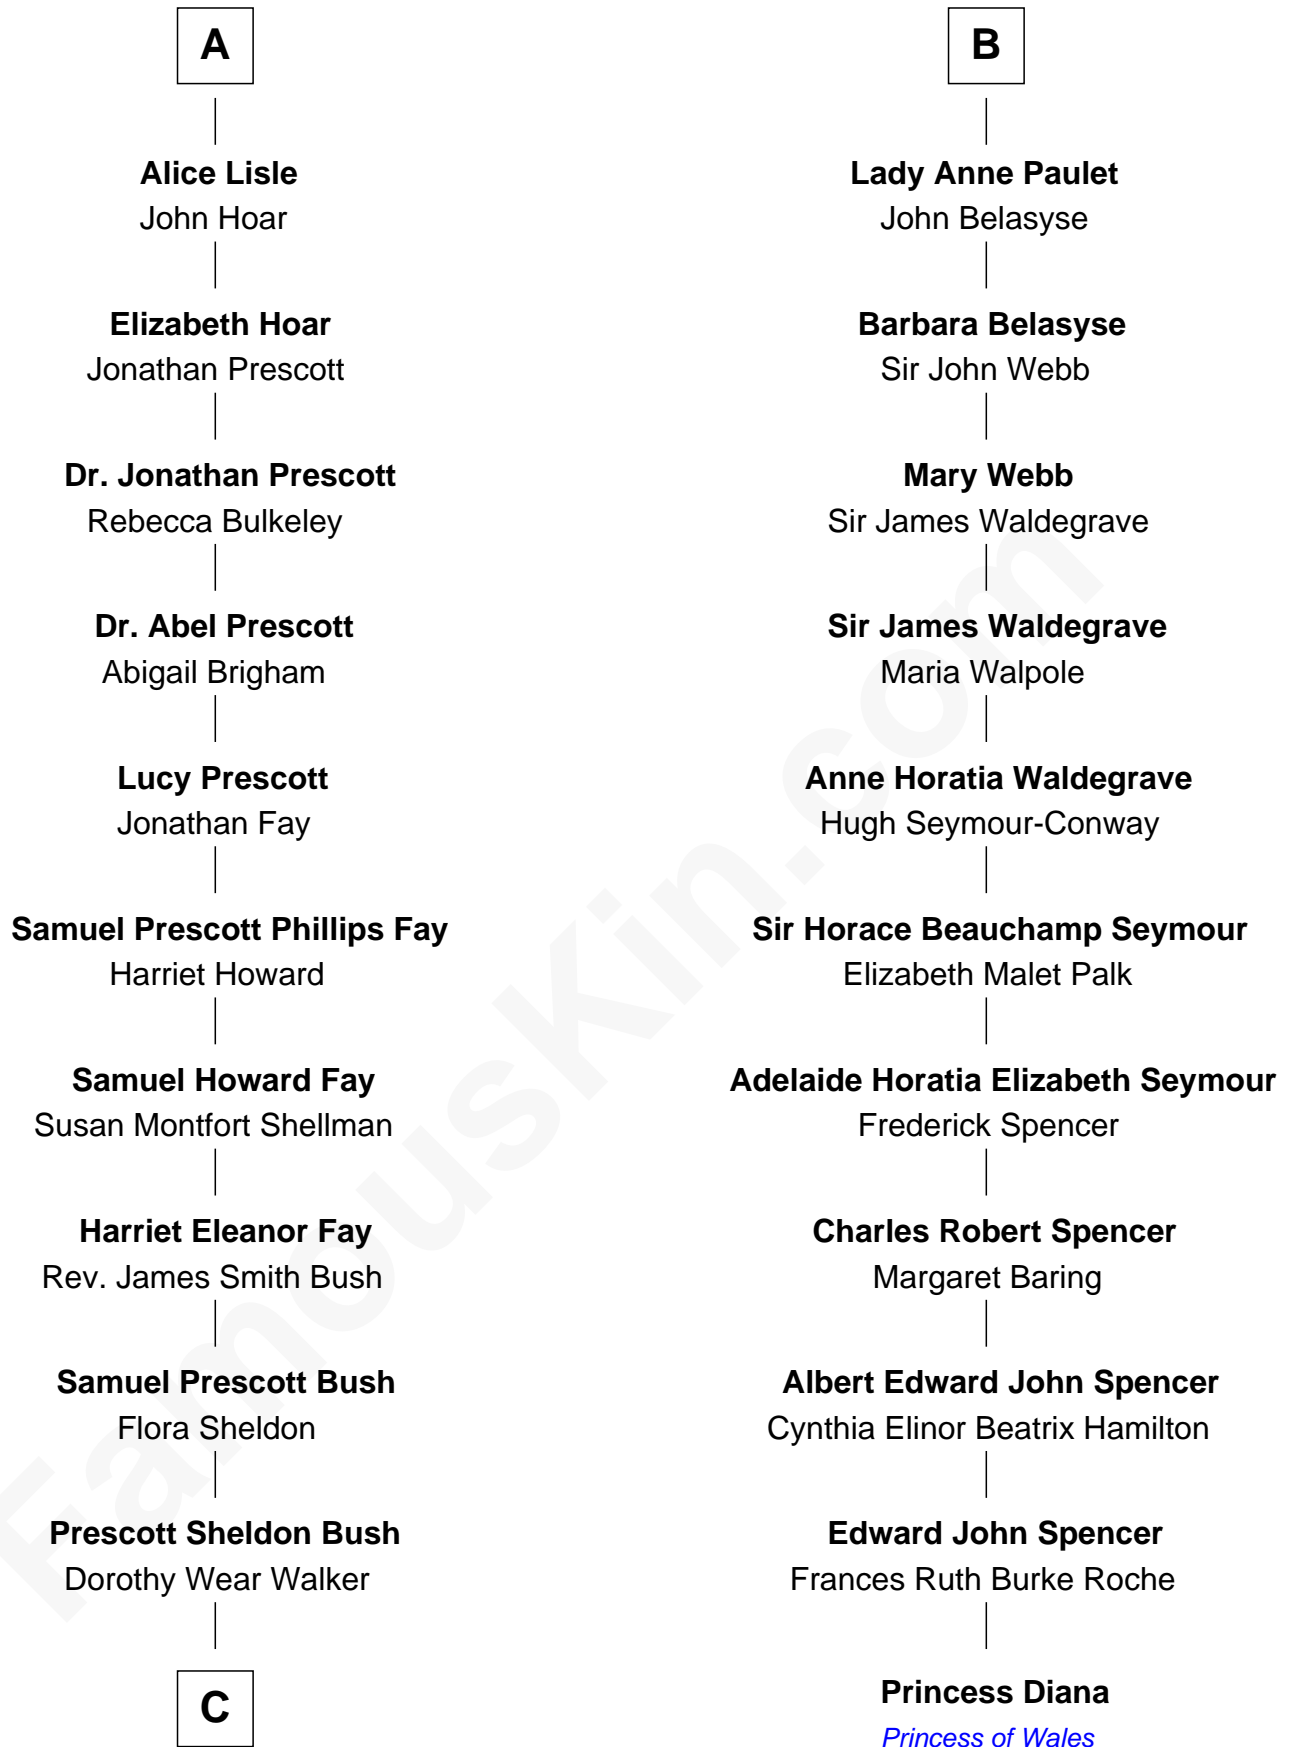 A
Alice Lisle
John Hoar
Elizabeth Hoar
Jonathan Prescott
Dr. Jonathan Prescott
Rebecca Bulkeley
Dr. Abel Prescott
Abigail Brigham
Lucy Prescott
Jonathan Fay
Samuel Prescott Phillips Fay
Harriet Howard
Samuel Howard Fay
Susan Montfort Shellman
Harriet Eleanor Fay
Rev. James Smith Bush
Samuel Prescott Bush
Flora Sheldon
Prescott Sheldon Bush
Dorothy Wear Walker
C
B
Lady Anne Paulet
John Belasyse
Barbara Belasyse
Sir John Webb
Mary Webb
Sir James Waldegrave
Sir James Waldegrave
Maria Walpole
Anne Horatia Waldegrave
Hugh Seymour-Conway
Sir Horace Beauchamp Seymour
Elizabeth Malet Palk
Adelaide Horatia Elizabeth Seymour
Frederick Spencer
Charles Robert Spencer
Margaret Baring
Albert Edward John Spencer
Cynthia Elinor Beatrix Hamilton
Edward John Spencer
Frances Ruth Burke Roche
Princess Diana
Princess of Wales
FamousKin.com